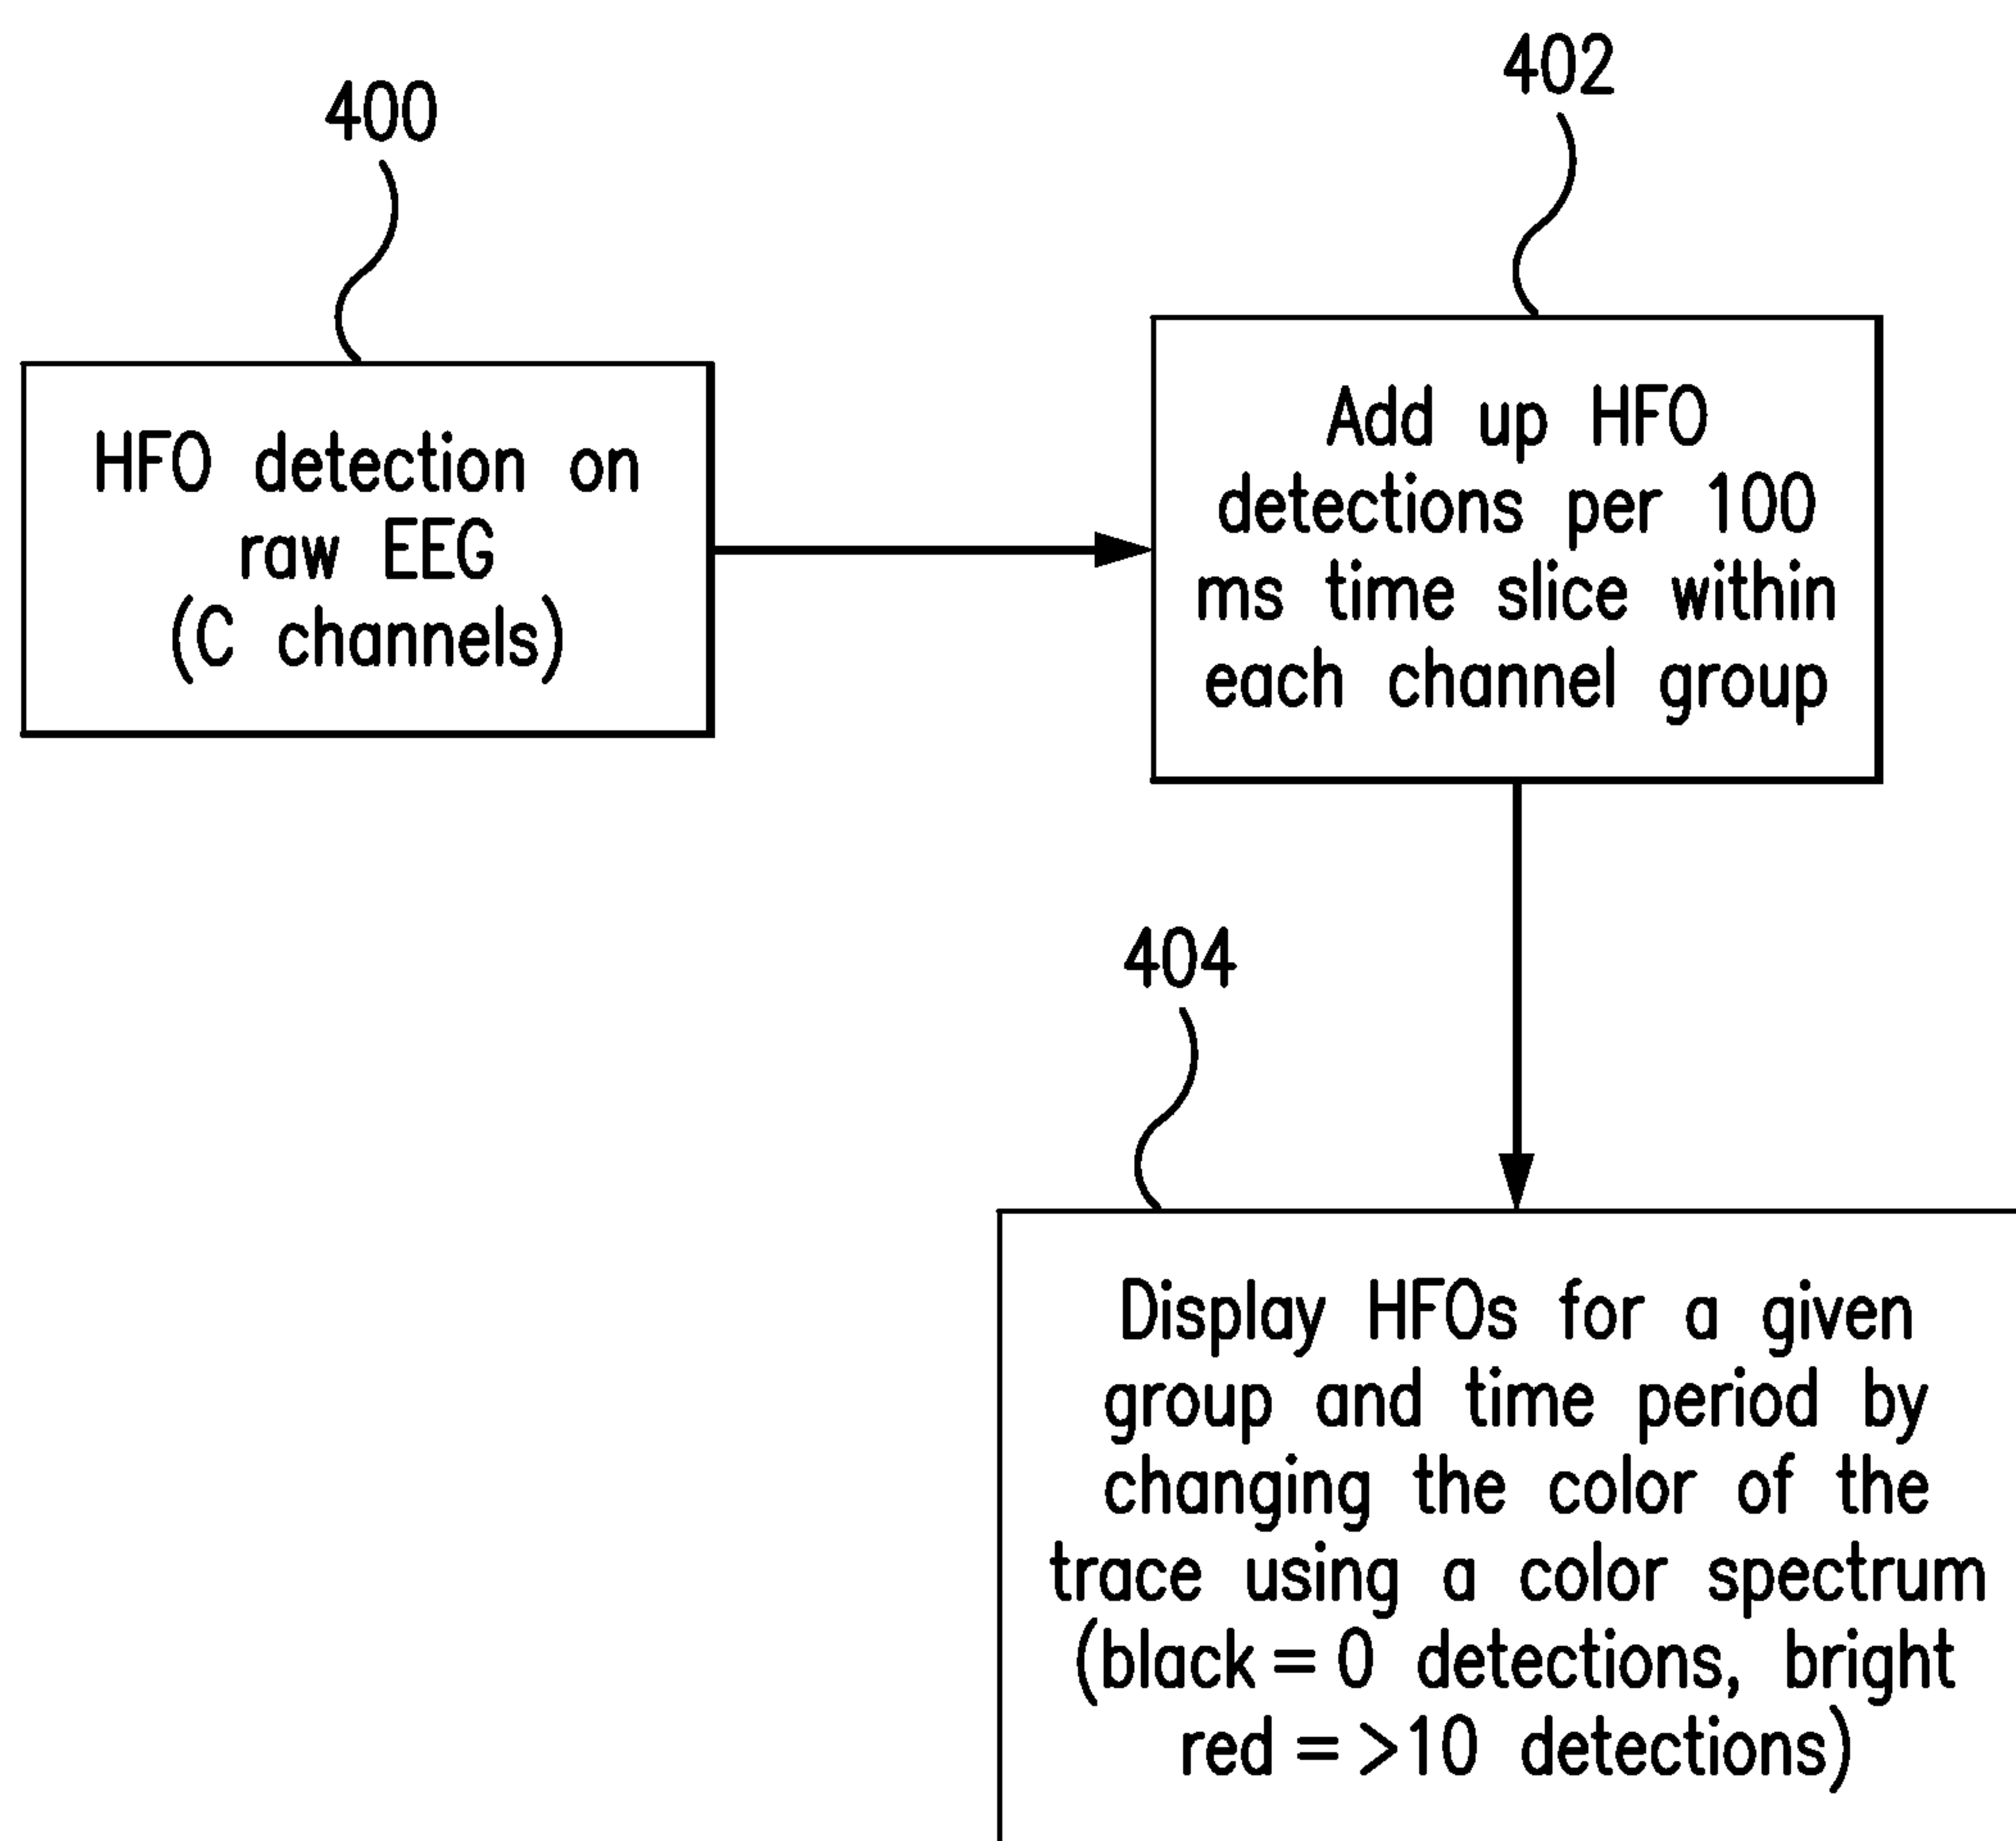 400
HFO detection on
raw EEG
(C channels)
402
Add up HFO
detections per 100
ms time slice within
each channel group
404
Display HFOs for a given
group and time period by
changing the color of the
trace using a color spectrum
(black = 0 detections, bright
red = >10 detections)